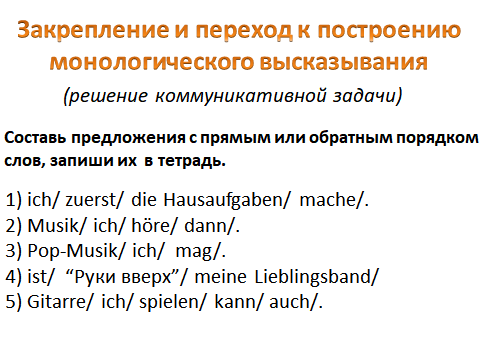 Закрепление и переход к построению
монологического высказывания
(решение коммуникативной задачи)
Составь предложения с прямым или обратным порядком
слов, запиши их в тетрадь.
1) ich/ zuerst/ die Hausaufgaben/ mache/.
2) Musik/ ich/ höre/ dann/.
3) Pop-Musik/ ich/ mag/.
4) ist/ “Руки вверх”/ meine Lieblingsband/
5) Gitarre/ ich/ spielen/ kann/ auch/.